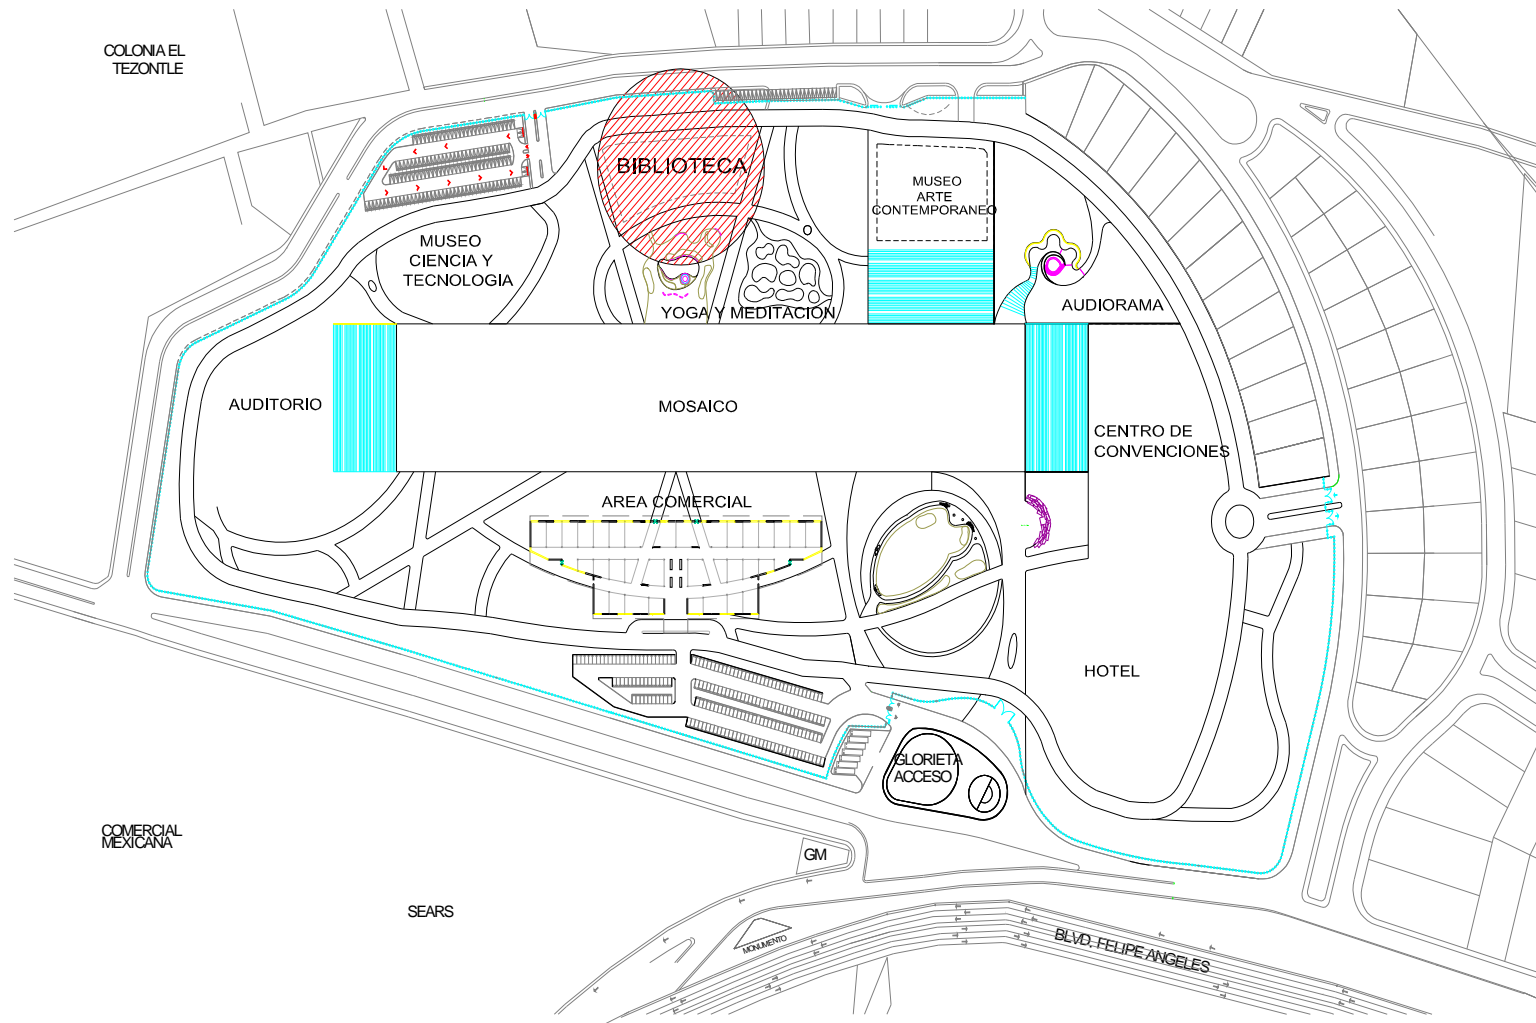 COLONIA EL
TEZONTLE
BIBLIOTECA
MUSEO
ARTE
CONTEMPORANEO
MUSEO
CIENCIA Y
TECNOLOGIA
YOGA Y MEDITACION
AUDIORAMA
AUDITORIO
MOSAICO
CENTRO DE
CONVENCIONES
AREA COMERCIAL
HOTEL
GLORIETA
ACCESO
COMERCIAL
MEXICANA
GM
SEARS
MONUMENTO
BLVD. FELIPE ANGELES